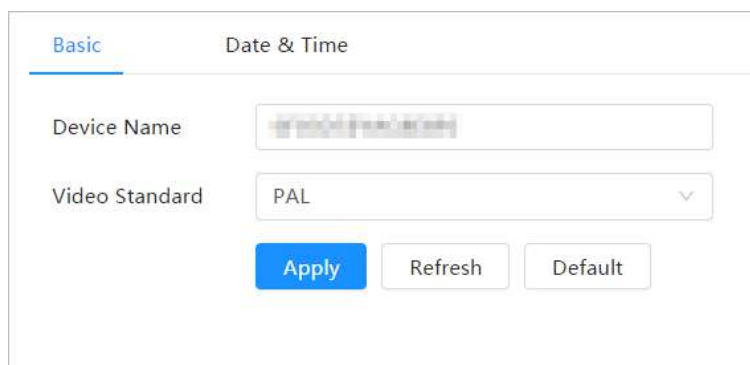 Basic Date & Time
Device Name
Video Standard PAL
Apply Refresh Default